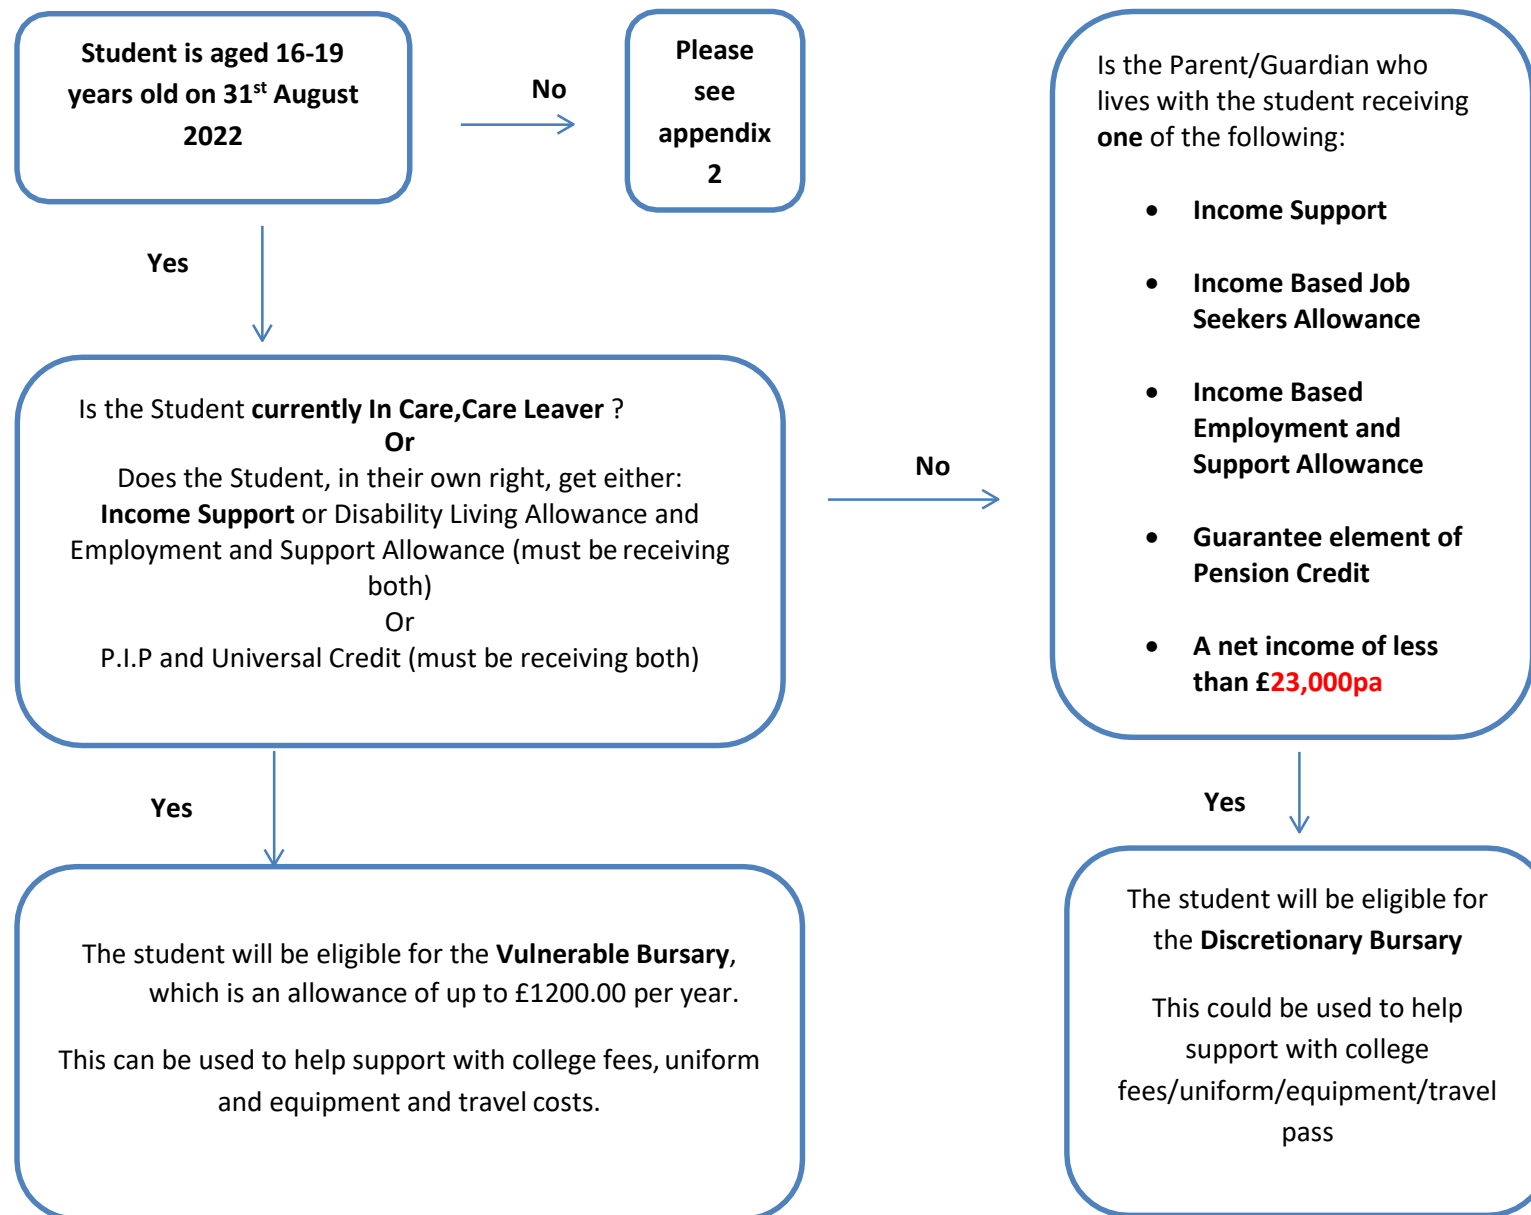 Student is aged 16-19
years old on 31st August
2022
No
Please
see
appendix
2
Yes
Is the Student currently In Care,Care Leaver ?
Or
Does the Student, in their own right, get either:
Income Support or Disability Living Allowance and
Employment and Support Allowance (must be receiving
both)
Or
P.I.P and Universal Credit (must be receiving both)
No
Is the Parent/Guardian who
lives with the student receiving
one of the following:
• Income Support
• Income Based Job
Seekers Allowance
• Income Based
Employment and
Support Allowance
• Guarantee element of
Pension Credit
• A net income of less
than £23,000pa
Yes
The student will be eligible for the Vulnerable Bursary,
which is an allowance of up to £1200.00 per year.
This can be used to help support with college fees, uniform
and equipment and travel costs.
Yes
The student will be eligible for
the Discretionary Bursary
This could be used to help
support with college
fees/uniform/equipment/travel
pass